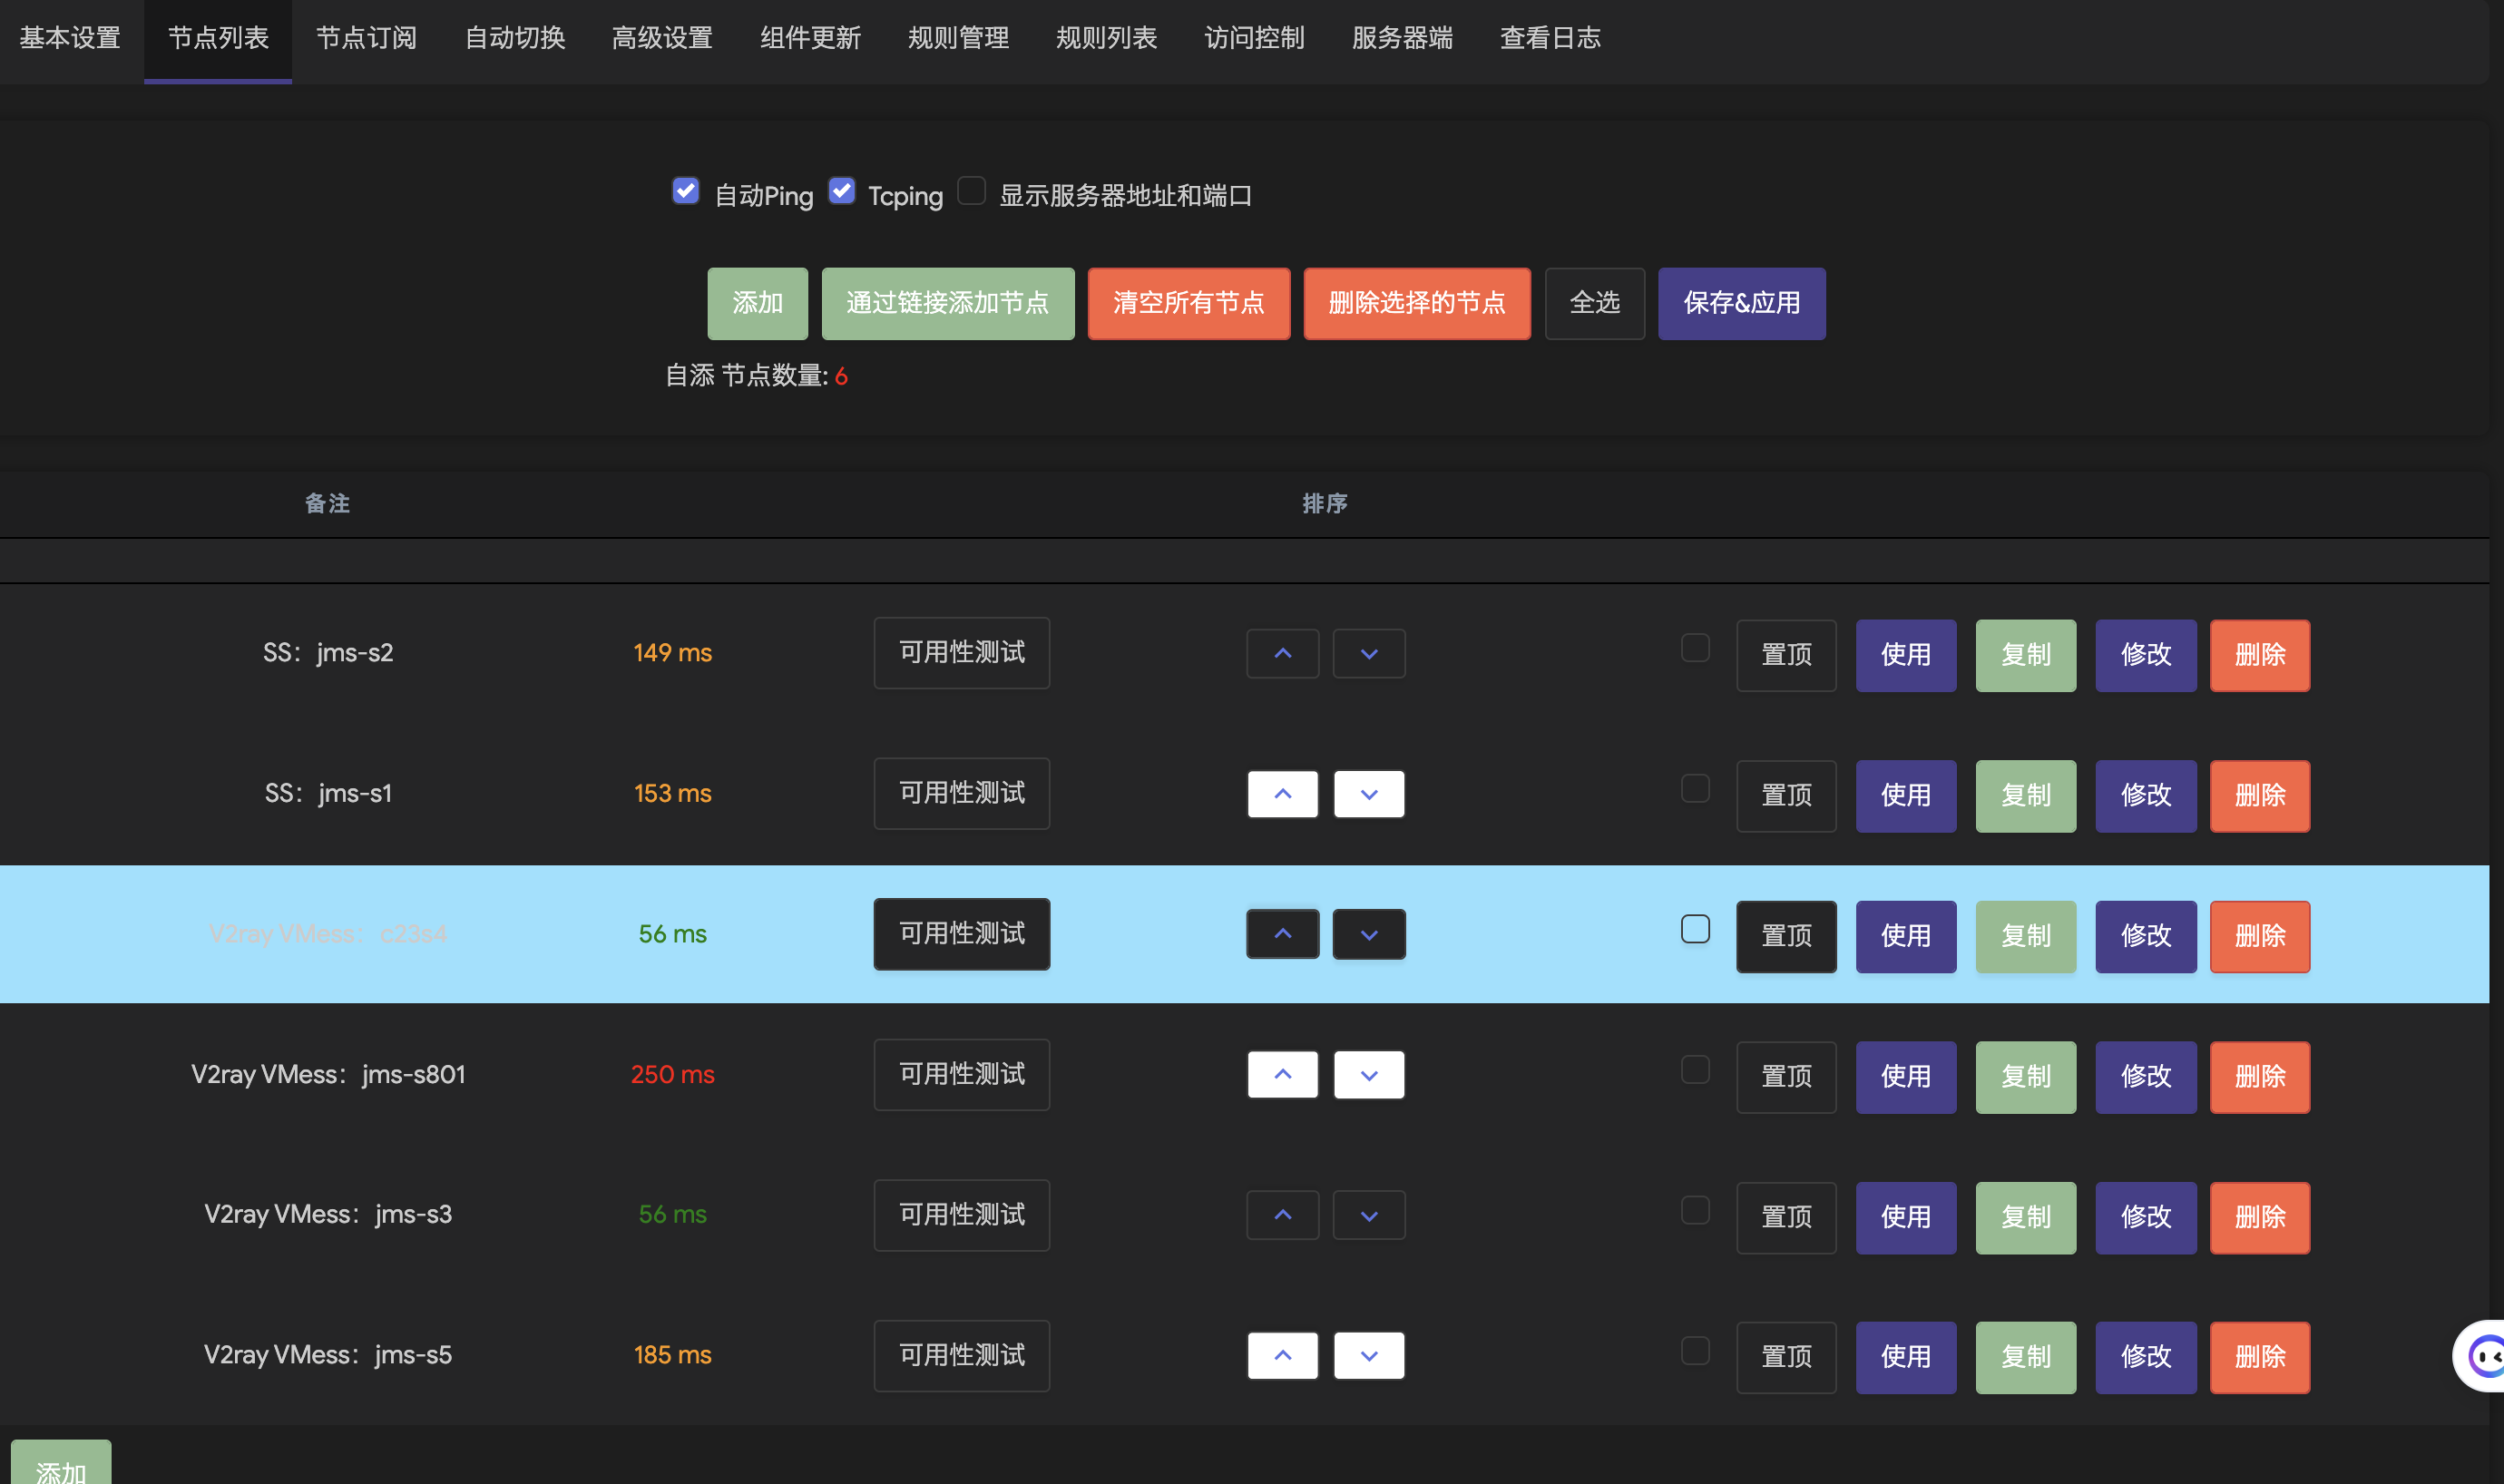 基本设置 节点列表 节点订阅 自动切换 高级设置 组件更新 规则管理 规则列表 访问控制 服务器端 查看日志
自动Ping Tcping 显示服务器地址和端口
添加 通过链接添加节点 清空所有节点 删除选择的节点 全选 保存&应用
自添 节点数量: 6
备注 排序
SS：jms-s2 149 ms 可用性测试 置顶 使用 复制 修改 删除
SS：jms-s1 153 ms 可用性测试 置顶 使用 复制 修改 删除
V2ray VMess：c23s4 56 ms 可用性测试 置顶 使用 复制 修改 删除
V2ray VMess：jms-s801 250 ms 可用性测试 置顶 使用 复制 修改 删除
V2ray VMess：jms-s3 56 ms 可用性测试 置顶 使用 复制 修改 删除
V2ray VMess：jms-s5 185 ms 可用性测试 置顶 使用 复制 修改 删除
添加